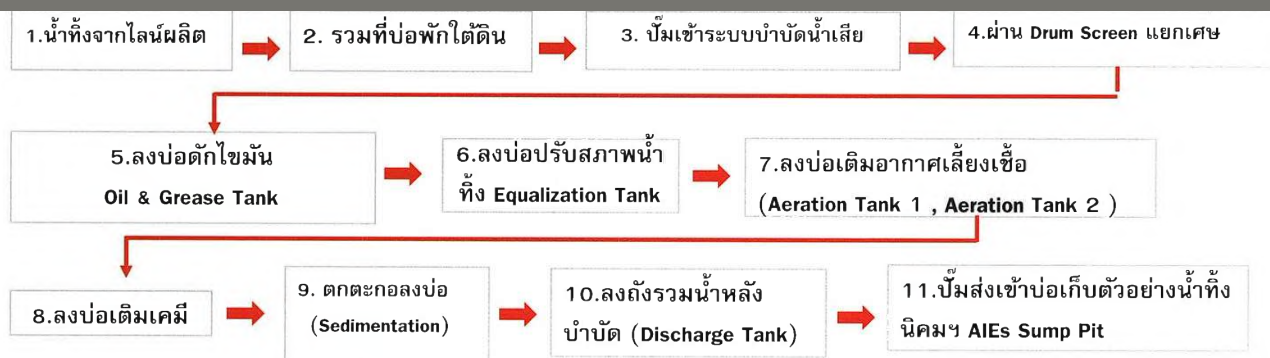 1.น้ำทิ้งจากไลน์ผลิต
2. รวมที่บ่อพักใต้ดิน
3. ปั๊มเข้าระบบบำบัดน้ำเสีย
4.ผ่าน Drum Screen แยกเศษ
5.ลงบ่อดักไขมัน
Oil & Grease Tank
6.ลงบ่อปรับสภาพน้ำ
ทิ้ง Equalization Tank
7.ลงบ่อเติมอากาศเลี้ยงเชื้อ
(Aeration Tank 1 , Aeration Tank 2 )
8.ลงบ่อเติมเคมี
9. ตกตะกอลงบ่อ
(Sedimentation)
10.ลงถังรวมน้ำหลัง
บำบัด (Discharge Tank)
11.ปั๊มส่งเข้าบ่อเก็บตัวอย่างน้ำทิ้ง
นิคมฯ AIEs Sump Pit